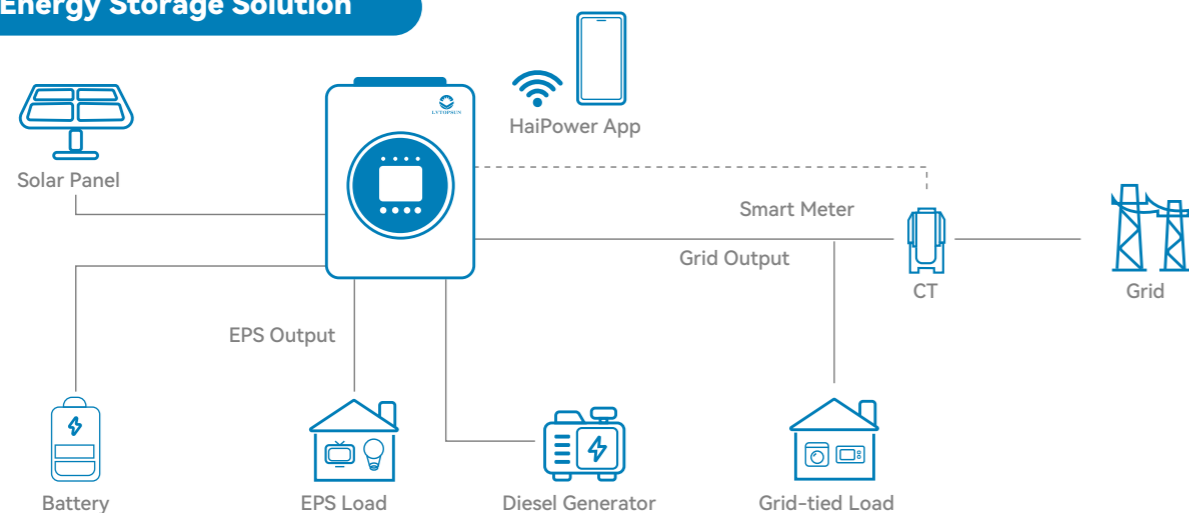 Energy Storage Solution
LVTOPSUN
HaiPower App
Solar Panel
Smart Meter
Grid Output
CT
Grid
EPS Output
Battery
EPS Load
Diesel Generator
Grid-tied Load